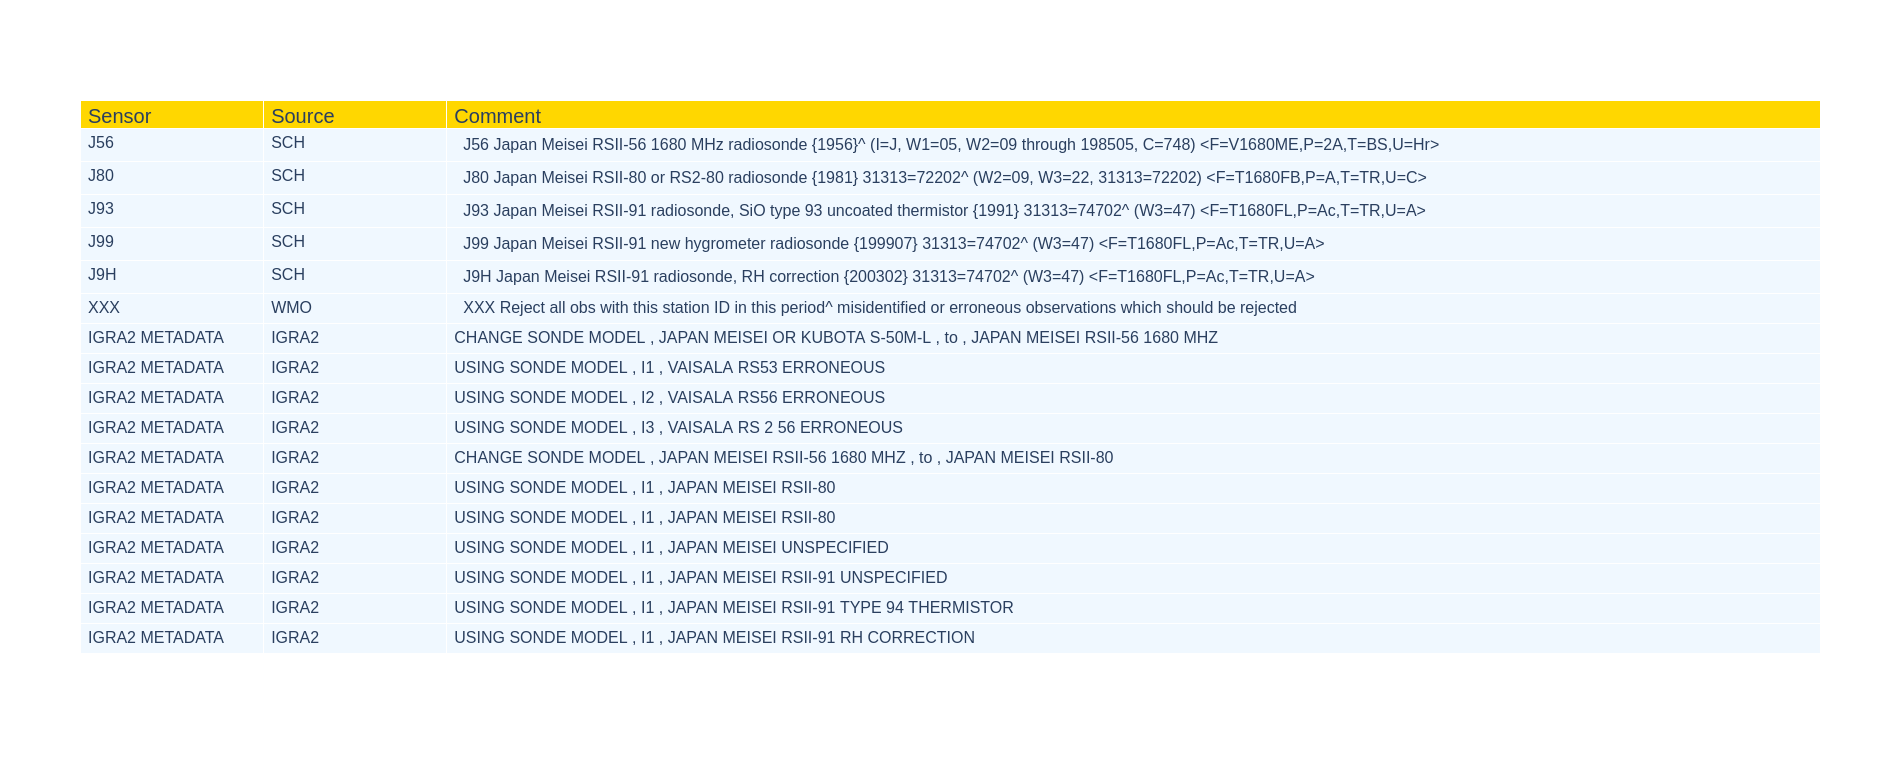 Sensor Source Comment
J56 SCH J56 Japan Meisei RSII-56 1680 MHz radiosonde {1956}^ (I=J, W1=05, W2=09 through 198505, C=748) <F=V1680ME,P=2A,T=BS,U=Hr>
J80 SCH J80 Japan Meisei RSII-80 or RS2-80 radiosonde {1981} 31313=72202^ (W2=09, W3=22, 31313=72202) <F=T1680FB,P=A,T=TR,U=C>
J93 SCH J93 Japan Meisei RSII-91 radiosonde, SiO type 93 uncoated thermistor {1991} 31313=74702^ (W3=47) <F=T1680FL,P=Ac,T=TR,U=A>
J99 SCH J99 Japan Meisei RSII-91 new hygrometer radiosonde {199907} 31313=74702^ (W3=47) <F=T1680FL,P=Ac,T=TR,U=A>
J9H SCH J9H Japan Meisei RSII-91 radiosonde, RH correction {200302} 31313=74702^ (W3=47) <F=T1680FL,P=Ac,T=TR,U=A>
XXX WMO XXX Reject all obs with this station ID in this period^ misidentified or erroneous observations which should be rejected
IGRA2 METADATA IGRA2 CHANGE SONDE MODEL , JAPAN MEISEI OR KUBOTA S-50M-L , to , JAPAN MEISEI RSII-56 1680 MHZ
IGRA2 METADATA IGRA2 USING SONDE MODEL , I1 , VAISALA RS53 ERRONEOUS
IGRA2 METADATA IGRA2 USING SONDE MODEL , I2 , VAISALA RS56 ERRONEOUS
IGRA2 METADATA IGRA2 USING SONDE MODEL , I3 , VAISALA RS 2 56 ERRONEOUS
IGRA2 METADATA IGRA2 CHANGE SONDE MODEL , JAPAN MEISEI RSII-56 1680 MHZ , to , JAPAN MEISEI RSII-80
IGRA2 METADATA IGRA2 USING SONDE MODEL , I1 , JAPAN MEISEI RSII-80
IGRA2 METADATA IGRA2 USING SONDE MODEL , I1 , JAPAN MEISEI RSII-80
IGRA2 METADATA IGRA2 USING SONDE MODEL , I1 , JAPAN MEISEI UNSPECIFIED
IGRA2 METADATA IGRA2 USING SONDE MODEL , I1 , JAPAN MEISEI RSII-91 UNSPECIFIED
IGRA2 METADATA IGRA2 USING SONDE MODEL , I1 , JAPAN MEISEI RSII-91 TYPE 94 THERMISTOR
IGRA2 METADATA IGRA2 USING SONDE MODEL , I1 , JAPAN MEISEI RSII-91 RH CORRECTION